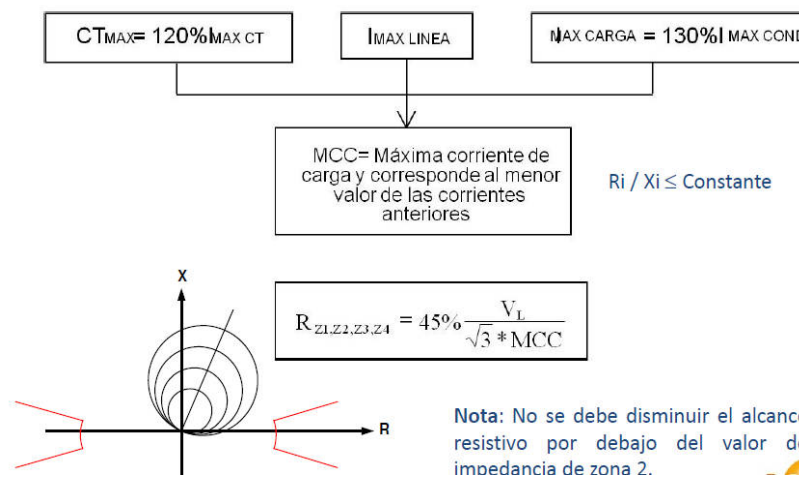 CTMAX= 120%IMAX CT
IMAX LINEA
IMAX CARGA = 130%I MAX COND
MCC= Máxima corriente de
carga y corresponde al menor
valor de las corrientes
anteriores
Ri / Xi ≤ Constante
R Z1,Z2,Z3,Z4 = 45% VL / √3 * MCC
X
R
Nota: No se debe disminuir el alcance
resistivo por debajo del valor de
impedancia de zona 2.